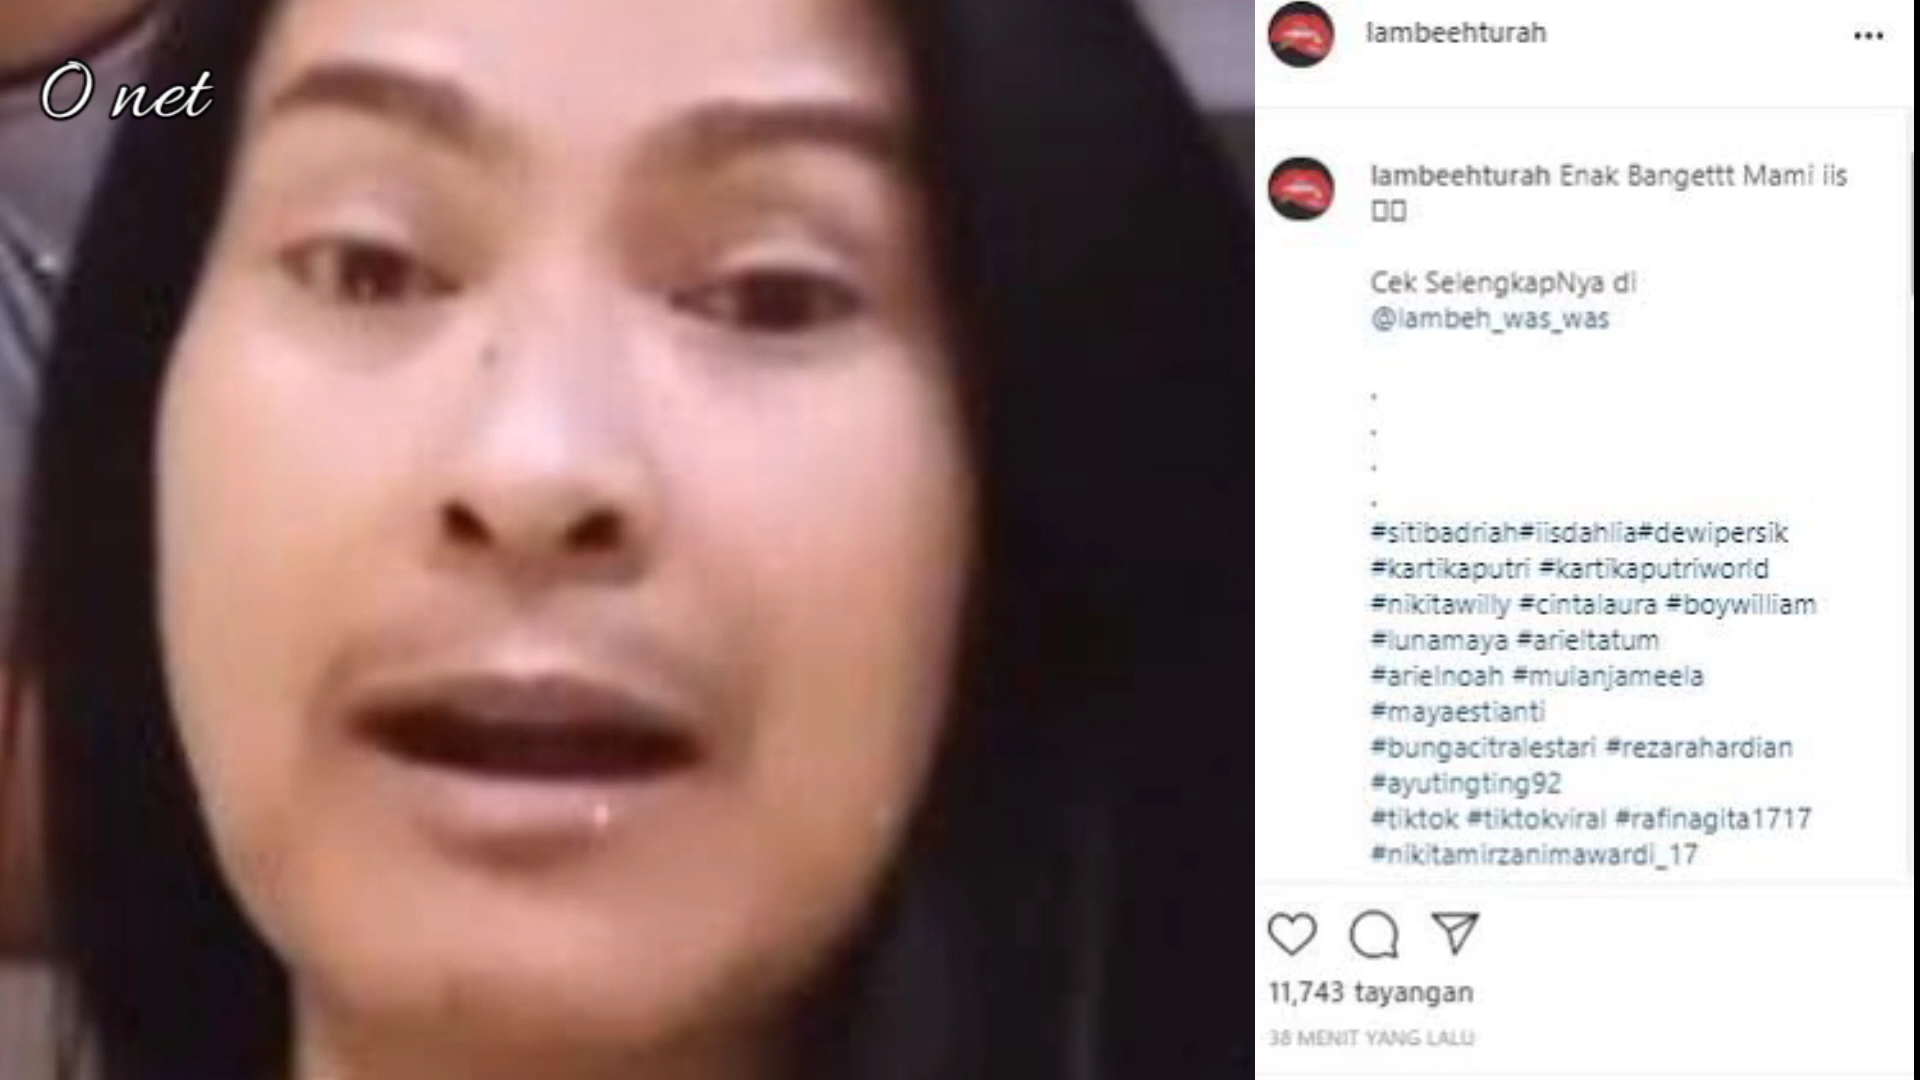 O net
lambeehturah
lambeehturah Enak Bangettt Mami iis
Cek SelengkapNya di
@lambeh_was_was
.
.
.
.
#sitibadriah#iisdahlia#dewipersik
#kartikaputri #kartikaputriworld
#nikitawilly #cintalaura #boywilliam
#lunamaya #arieltatum
#arielnoah #mulanjameela
#mayaestianti
#bungacitralestari #rezarahardian
#ayutingting92
#tiktok #tiktokviral #rafinagita1717
#nikitamirzanimawardi_17
11,743 tayangan
38 MENIT YANG LALU